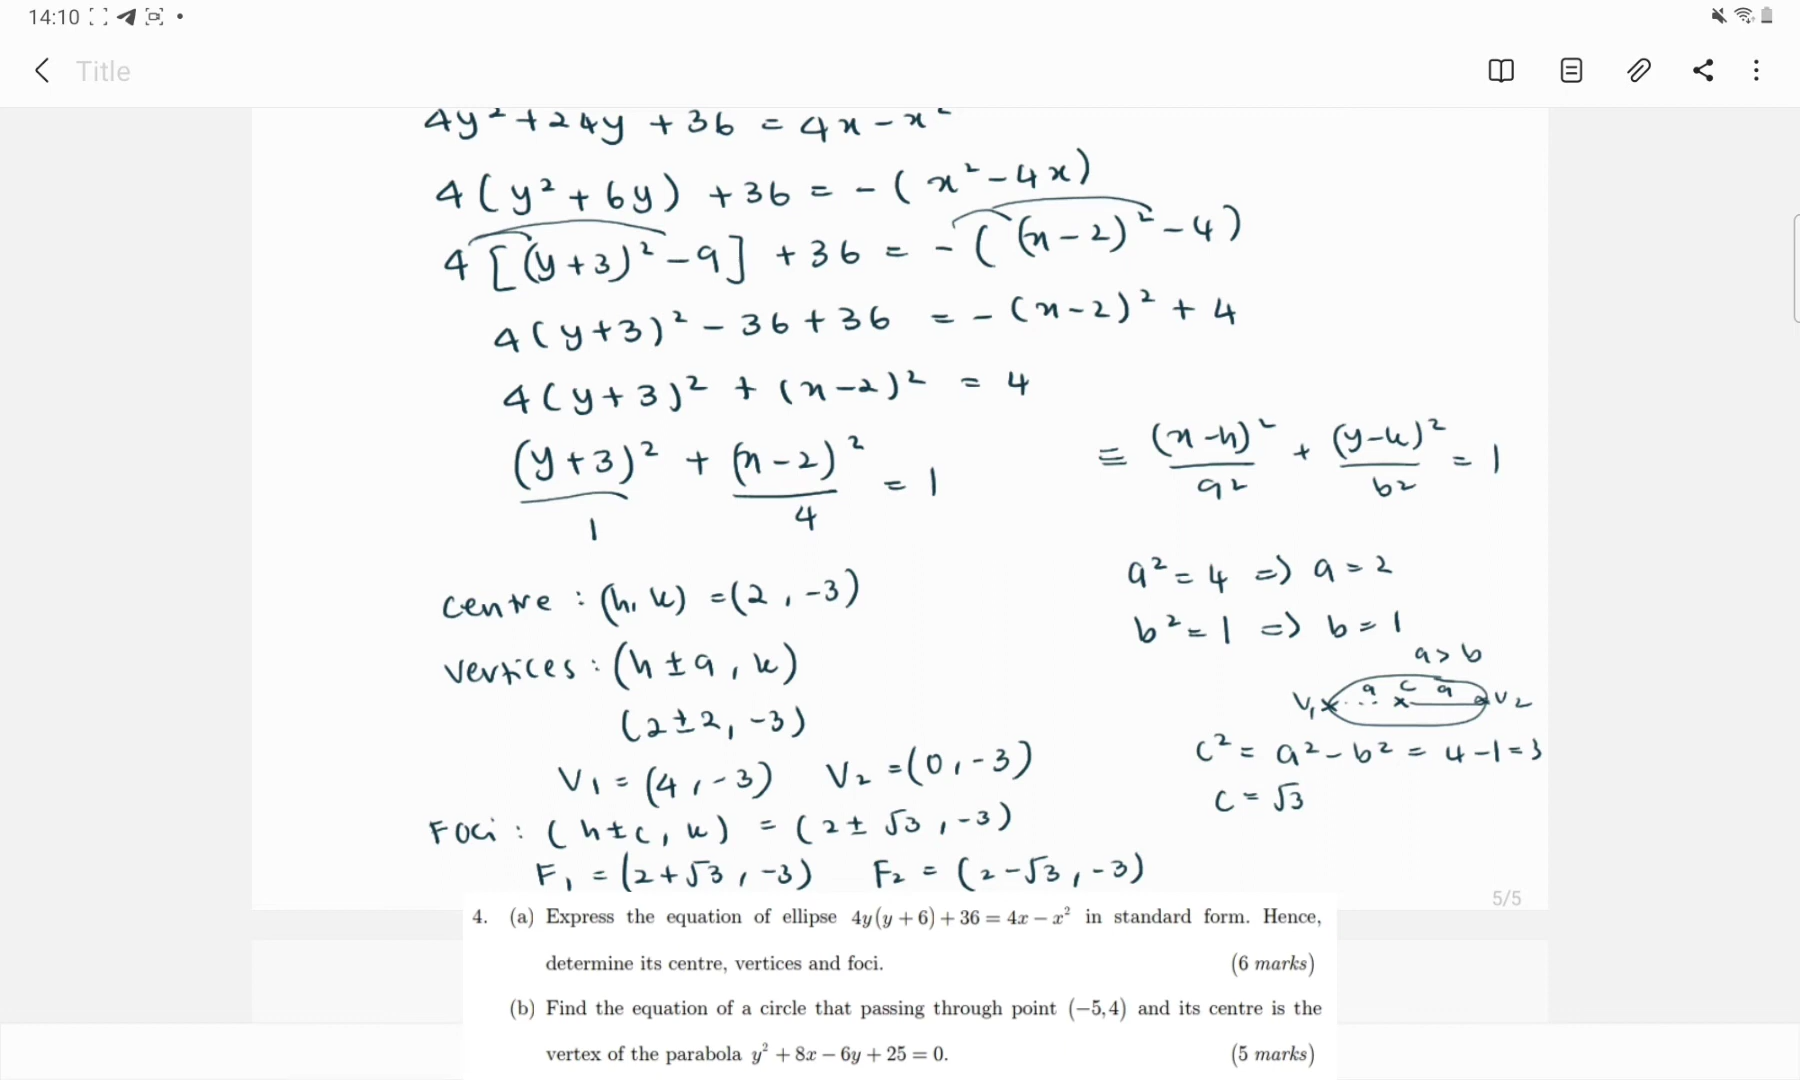 14:10
Title
4y² + 24y + 36 = 4x - x²
4(y² + 6y) + 36 = -(x² - 4x)
4[(y+3)² - 9] + 36 = -((x-2)² - 4)
4(y+3)² - 36 + 36 = -(x-2)² + 4
4(y+3)² + (x-2)² = 4
(y+3)²/1 + (x-2)²/4 = 1 ≡ (x-h)²/a² + (y-k)²/b² = 1
a² = 4 => a = 2
centre : (h, k) = (2, -3)
b² = 1 => b = 1
a > b
vertices : (h ± a, k)
V₁ a c a V₂
(2 ± 2, -3)
c² = a² - b² = 4 - 1 = 3
V₁ = (4, -3) V₂ = (0, -3)
c = √3
Foci : (h ± c, k) = (2 ± √3, -3)
F₁ = (2 + √3, -3) F₂ = (2 - √3, -3)
5/5
4. (a) Express the equation of ellipse 4y(y + 6) + 36 = 4x − x² in standard form. Hence,
determine its centre, vertices and foci. (6 marks)
(b) Find the equation of a circle that passing through point (−5, 4) and its centre is the
vertex of the parabola y² + 8x − 6y + 25 = 0. (5 marks)